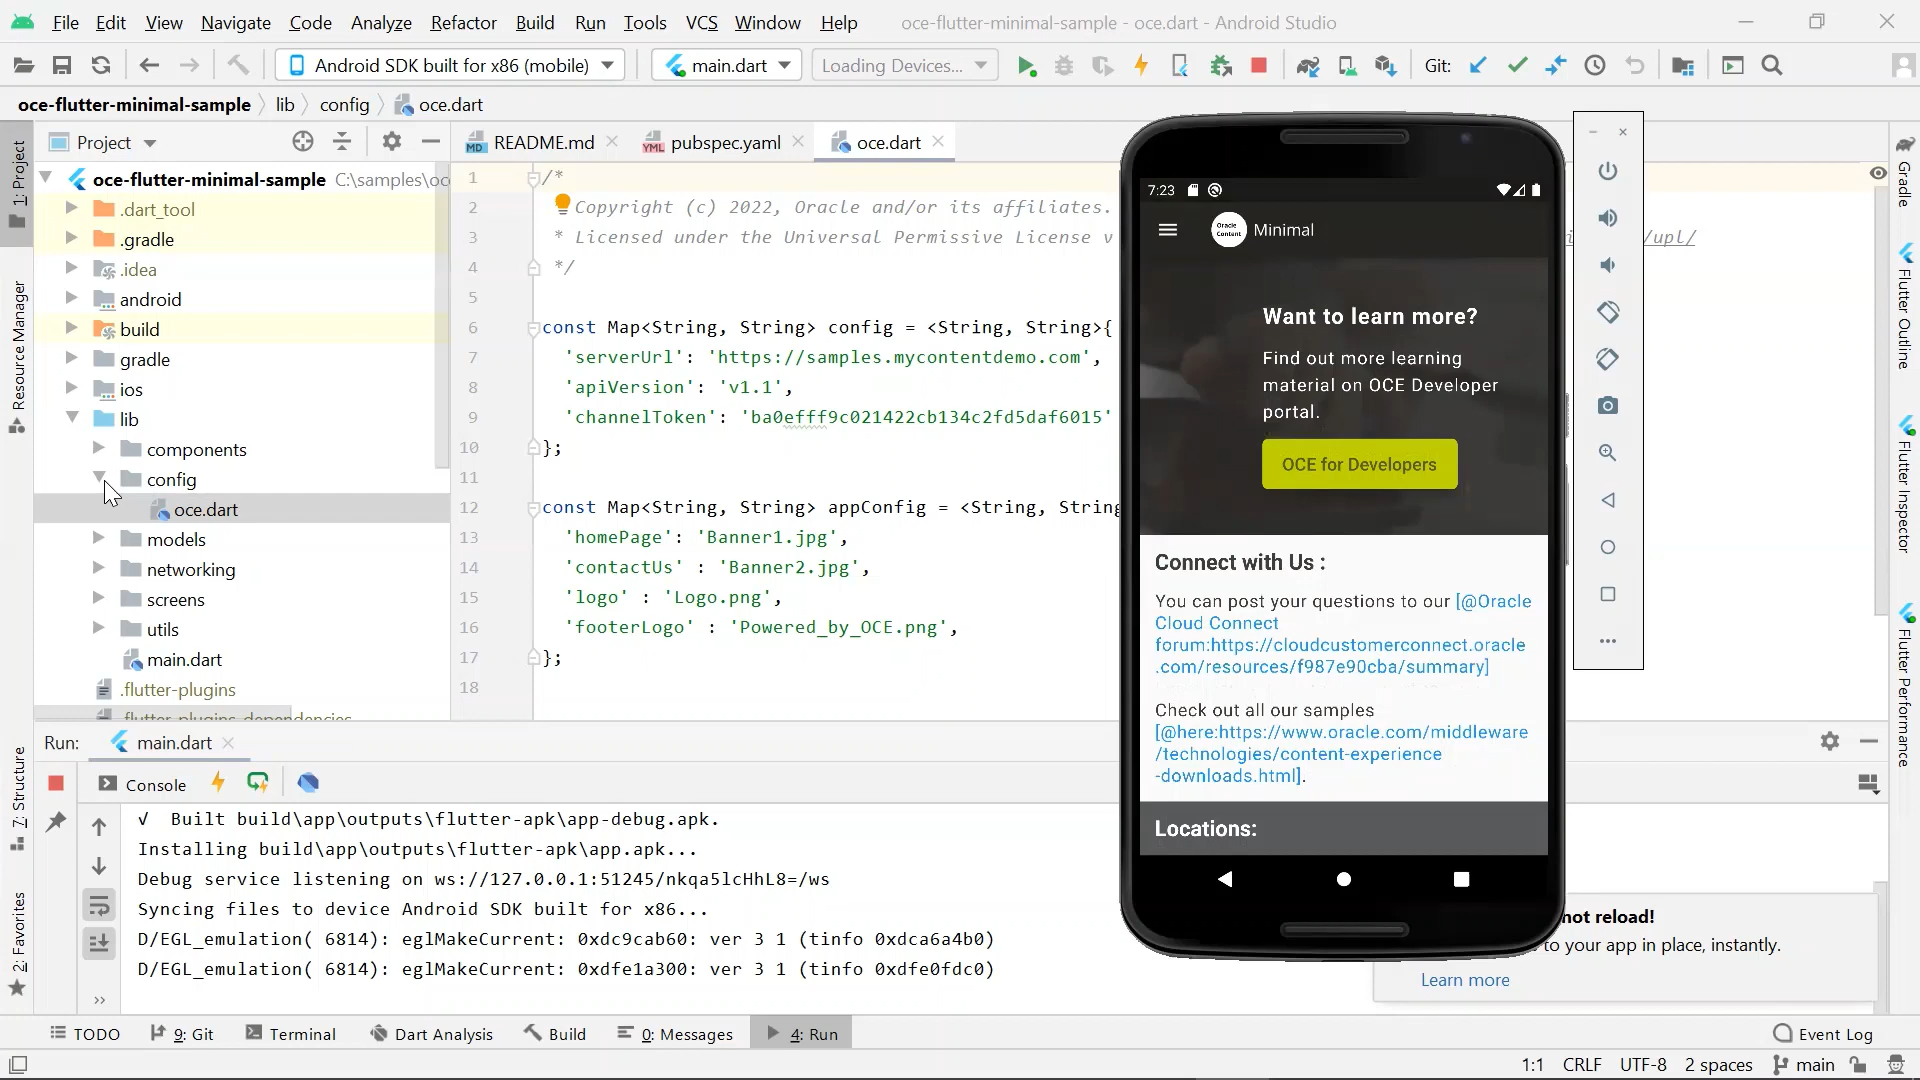 File Edit View Navigate Code Analyze Refactor Build Run Tools VCS Window Help oce-flutter-minimal-sample - oce.dart - Android Studio
Android SDK built for x86 (mobile) main.dart Loading Devices... Git:
oce-flutter-minimal-sample lib config oce.dart
Project
README.md pubspec.yaml oce.dart
oce-flutter-minimal-sample C:\samples\oc
.dart_tool
.gradle
.idea
android
build
gradle
ios
lib
components
config
oce.dart
models
networking
screens
utils
main.dart
.flutter-plugins
.flutter-plugins-dependencies
1 /*
2 Copyright (c) 2022, Oracle and/or its affiliates.
3 * Licensed under the Universal Permissive License v /upl/
4 */
5
6 const Map<String, String> config = <String, String>{
7 'serverUrl': 'https://samples.mycontentdemo.com',
8 'apiVersion': 'v1.1',
9 'channelToken': 'ba0efff9c021422cb134c2fd5daf6015'
10 };
11
12 const Map<String, String> appConfig = <String, String
13 'homePage': 'Banner1.jpg',
14 'contactUs' : 'Banner2.jpg',
15 'logo' : 'Logo.png',
16 'footerLogo' : 'Powered_by_OCE.png',
17 };
18
7:23
Oracle
Content
Minimal
Want to learn more?
Find out more learning
material on OCE Developer
portal.
OCE for Developers
Connect with Us :
You can post your questions to our [@Oracle
Cloud Connect
forum:https://cloudcustomerconnect.oracle
.com/resources/f987e90cba/summary]
Check out all our samples
[@here:https://www.oracle.com/middleware
/technologies/content-experience
-downloads.html].
Locations:
1: Project
Resource Manager
7: Structure
2: Favorites
Gradle
Flutter Outline
Flutter Inspector
Flutter Performance
Run: main.dart
Console
√ Built build\app\outputs\flutter-apk\app-debug.apk.
Installing build\app\outputs\flutter-apk\app.apk...
Debug service listening on ws://127.0.0.1:51245/nkqa5lcHhL8=/ws
Syncing files to device Android SDK built for x86...
D/EGL_emulation( 6814): eglMakeCurrent: 0xdc9cab60: ver 3 1 (tinfo 0xdca6a4b0)
D/EGL_emulation( 6814): eglMakeCurrent: 0xdfe1a300: ver 3 1 (tinfo 0xdfe0fdc0)
hot reload!
to your app in place, instantly.
Learn more
TODO 9: Git Terminal Dart Analysis Build 0: Messages 4: Run Event Log
1:1 CRLF UTF-8 2 spaces main